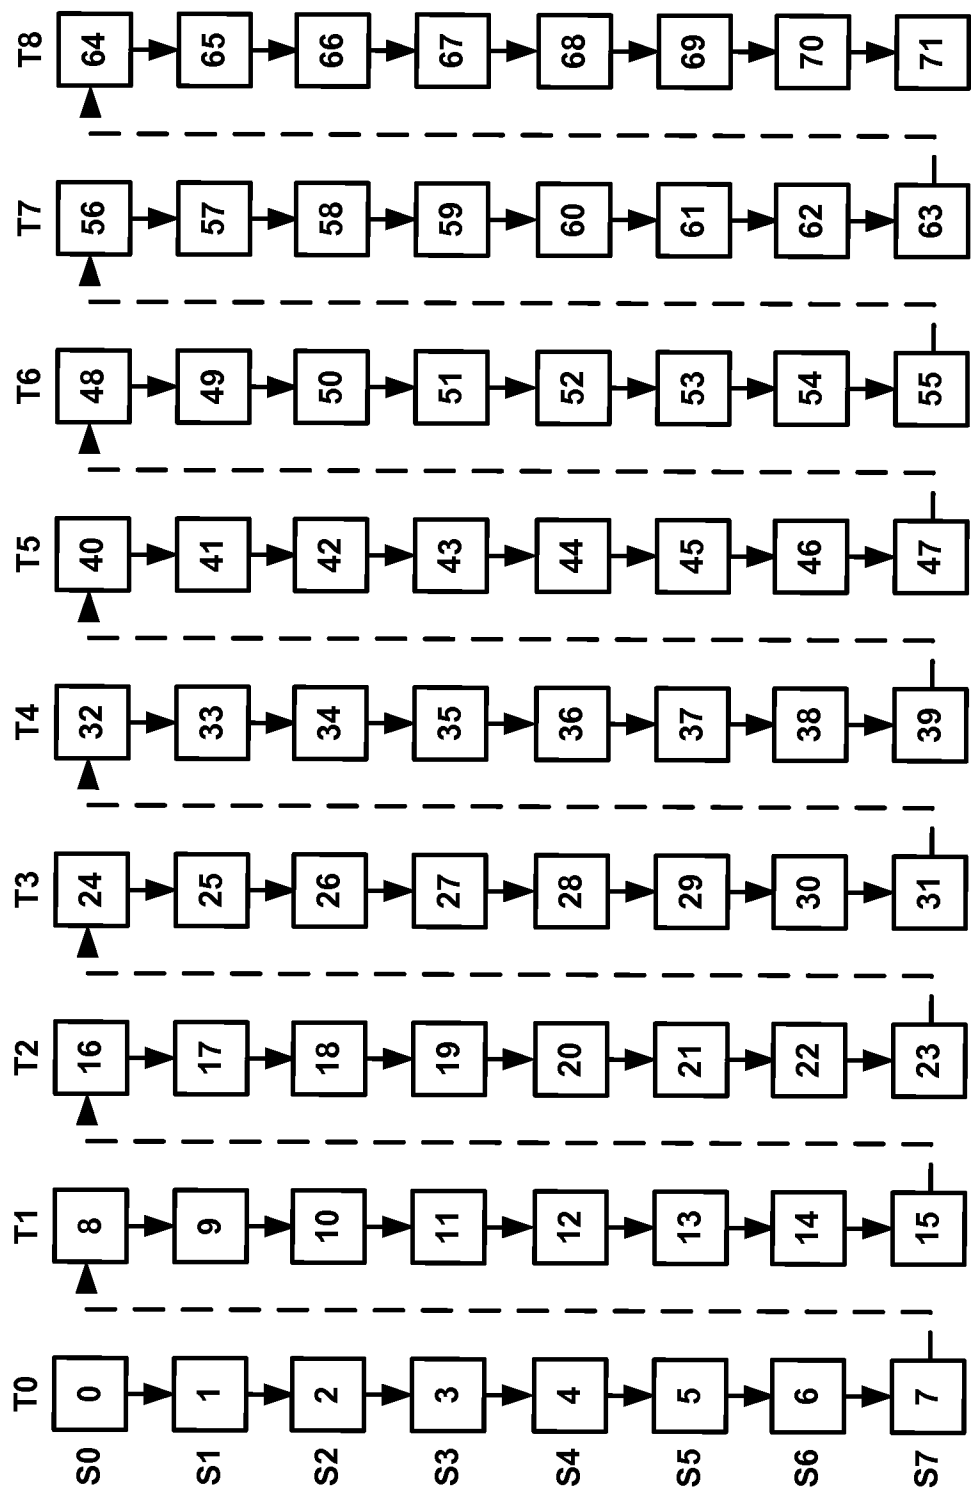 T0 T1 T2 T3 T4 T5 T6 T7 T8
S0 0 8 16 24 32 40 48 56 64
S1 1 9 17 25 33 41 49 57 65
S2 2 10 18 26 34 42 50 58 66
S3 3 11 19 27 35 43 51 59 67
S4 4 12 20 28 36 44 52 60 68
S5 5 13 21 29 37 45 53 61 69
S6 6 14 22 30 38 46 54 62 70
S7 7 15 23 31 39 47 55 63 71